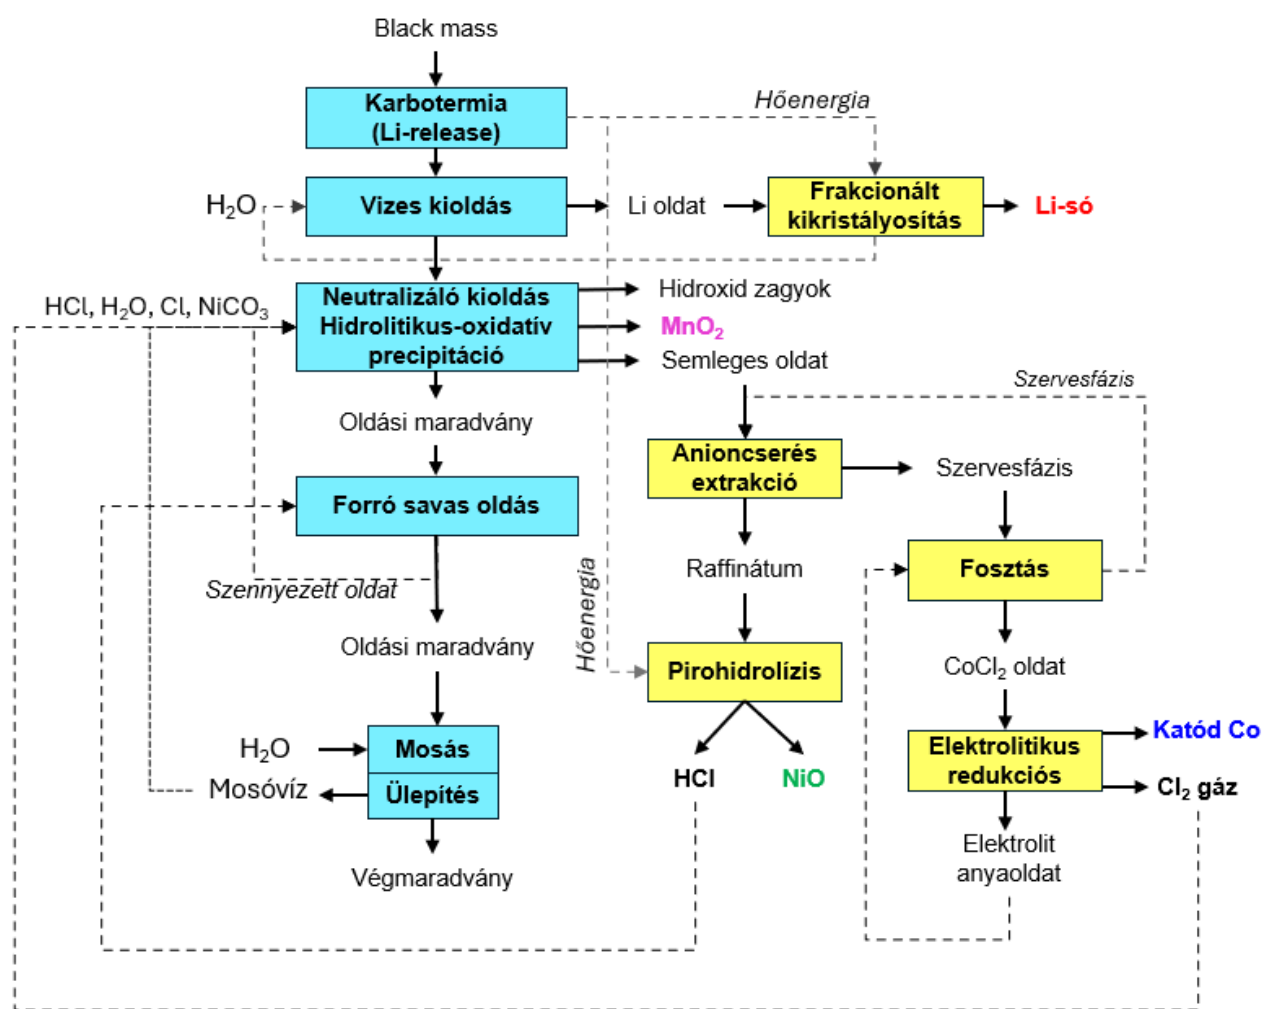 Black mass
Karbotermia
(Li-release)
Hőenergia
H₂O
Vizes kioldás
Li oldat
Frakcionált
kikristályosítás
Li-só
HCl, H₂O, Cl, NiCO₃
Neutralizáló kioldás
Hidrolitikus-oxidatív
precipitáció
Hidroxid zagyok
MnO₂
Semleges oldat
Szervesfázis
Oldási maradvány
Anioncserés
extrakció
Szervesfázis
Forró savas oldás
Szennyezett oldat
Hőenergia
Raffinátum
Fosztás
Oldási maradvány
Pirohidrolízis
CoCl₂ oldat
H₂O
Mosás
Mosóvíz
Ülepítés
HCl
NiO
Elektrolitikus
redukciós
Katód Co
Cl₂ gáz
Elektrolit
anyaoldat
Végmaradvány